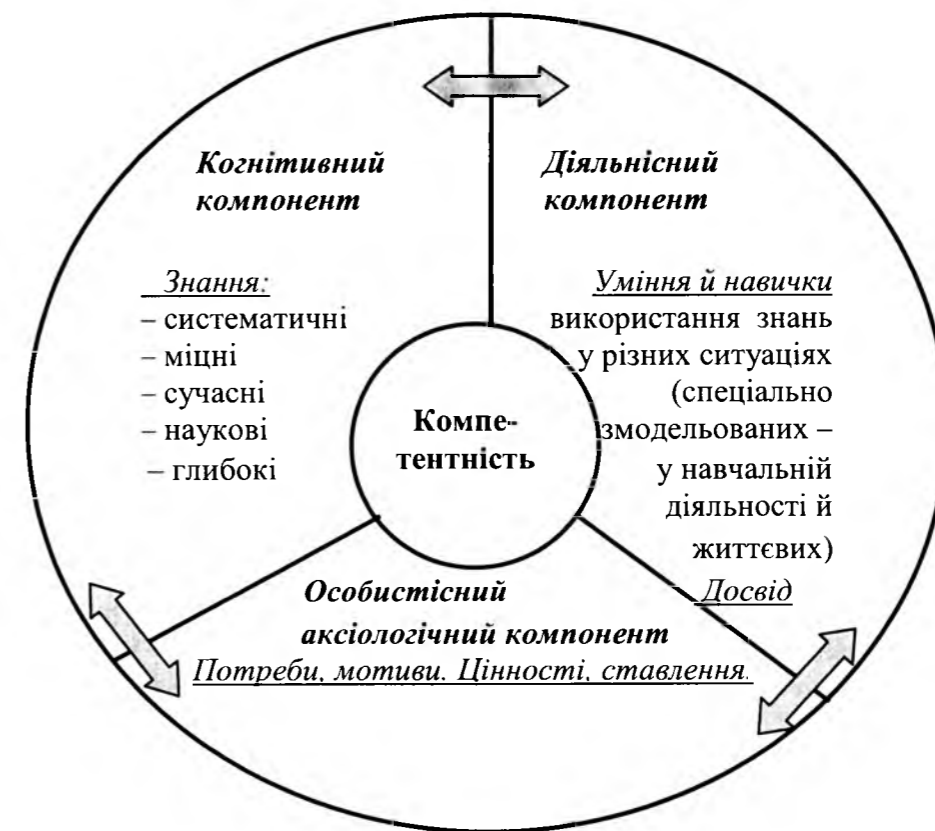 Когнітивний
компонент
Знання:
– систематичні
– міцні
– сучасні
– наукові
– глибокі
Діяльнісний
компонент
Уміння й навички
використання знань
у різних ситуаціях
(спеціально
змодельованих –
у навчальній
діяльності й
життєвих)
Досвід
Компе-
тентність
Особистісний
аксіологічний компонент
Потреби, мотиви. Цінності, ставлення.